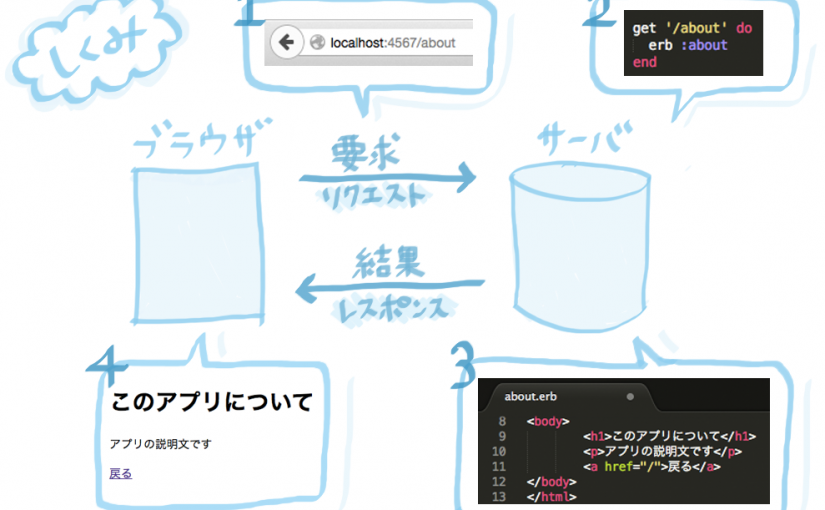 しくみ
1
localhost:4567/about
2
get '/about' do
erb :about
end
ブラウザ
要求
リクエスト
サーバ
結果
レスポンス
4
このアプリについて
アプリの説明文です
戻る
3
about.erb
8 <body>
9 <h1>このアプリについて</h1>
10 <p>アプリの説明文です</p>
11 <a href="/">戻る</a>
12 </body>
13 </html>